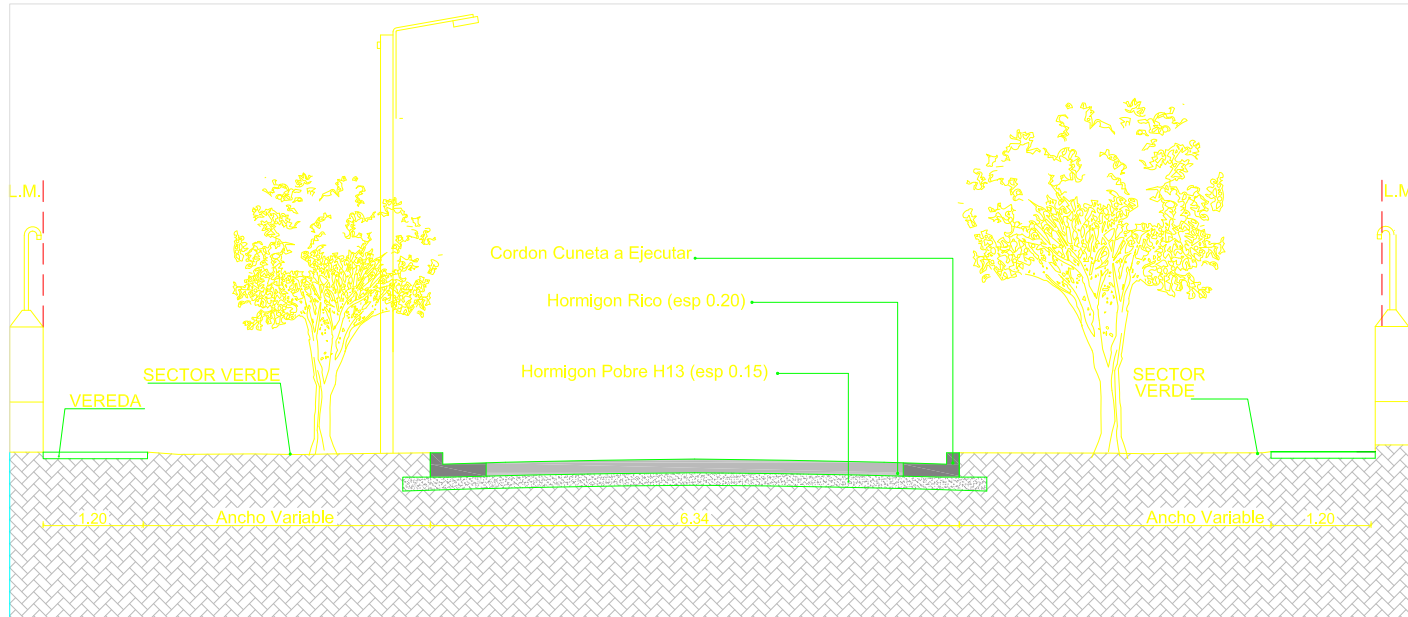 L.M.
L.M
Cordon Cuneta a Ejecutar
Hormigon Rico (esp 0.20)
Hormigon Pobre H13 (esp 0.15)
SECTOR VERDE
SECTOR
VERDE
VEREDA
1.20
Ancho Variable
6.34
Ancho Variable
1.20